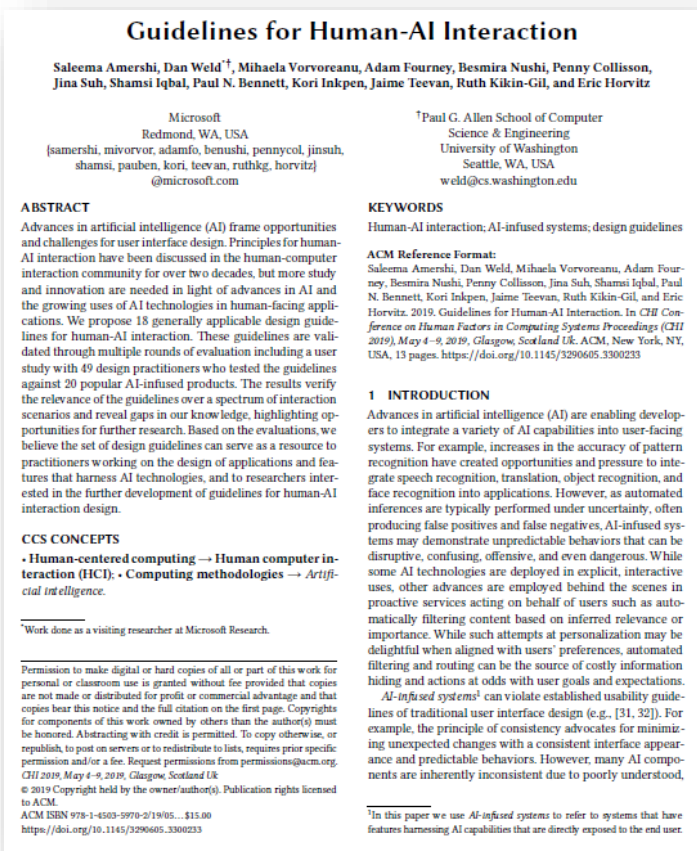 Guidelines for Human-AI Interaction
Saleema Amershi, Dan Weld*†, Mihaela Vorvoreanu, Adam Fourney, Besmira Nushi, Penny Collisson,
Jina Suh, Shamsi Iqbal, Paul N. Bennett, Kori Inkpen, Jaime Teevan, Ruth Kikin-Gil, and Eric Horvitz
Microsoft
Redmond, WA, USA
{samershi, mivorvor, adamfo, benushi, pennycol, jinsuh,
shamsi, pauben, kori, teevan, ruthkg, horvitz}
@microsoft.com
†Paul G. Allen School of Computer
Science & Engineering
University of Washington
Seattle, WA, USA
weld@cs.washington.edu
ABSTRACT
Advances in artificial intelligence (AI) frame opportunities
and challenges for user interface design. Principles for human-
AI interaction have been discussed in the human-computer
interaction community for over two decades, but more study
and innovation are needed in light of advances in AI and
the growing uses of AI technologies in human-facing appli-
cations. We propose 18 generally applicable design guide-
lines for human-AI interaction. These guidelines are vali-
dated through multiple rounds of evaluation including a user
study with 49 design practitioners who tested the guidelines
against 20 popular AI-infused products. The results verify
the relevance of the guidelines over a spectrum of interaction
scenarios and reveal gaps in our knowledge, highlighting op-
portunities for further research. Based on the evaluations, we
believe the set of design guidelines can serve as a resource to
practitioners working on the design of applications and fea-
tures that harness AI technologies, and to researchers inter-
ested in the further development of guidelines for human-AI
interaction design.
CCS CONCEPTS
• Human-centered computing → Human computer in-
teraction (HCI); • Computing methodologies → Artifi-
cial intelligence.
*Work done as a visiting researcher at Microsoft Research.
Permission to make digital or hard copies of all or part of this work for
personal or classroom use is granted without fee provided that copies
are not made or distributed for profit or commercial advantage and that
copies bear this notice and the full citation on the first page. Copyrights
for components of this work owned by others than the author(s) must
be honored. Abstracting with credit is permitted. To copy otherwise, or
republish, to post on servers or to redistribute to lists, requires prior specific
permission and/or a fee. Request permissions from permissions@acm.org.
CHI 2019, May 4–9, 2019, Glasgow, Scotland Uk
© 2019 Copyright held by the owner/author(s). Publication rights licensed
to ACM.
ACM ISBN 978-1-4503-5970-2/19/05...$15.00
https://doi.org/10.1145/3290605.3300233
KEYWORDS
Human-AI interaction; AI-infused systems; design guidelines
ACM Reference Format:
Saleema Amershi, Dan Weld, Mihaela Vorvoreanu, Adam Four-
ney, Besmira Nushi, Penny Collisson, Jina Suh, Shamsi Iqbal, Paul
N. Bennett, Kori Inkpen, Jaime Teevan, Ruth Kikin-Gil, and Eric
Horvitz. 2019. Guidelines for Human-AI Interaction. In CHI Con-
ference on Human Factors in Computing Systems Proceedings (CHI
2019), May 4–9, 2019, Glasgow, Scotland Uk. ACM, New York, NY,
USA, 13 pages. https://doi.org/10.1145/3290605.3300233
1 INTRODUCTION
Advances in artificial intelligence (AI) are enabling develop-
ers to integrate a variety of AI capabilities into user-facing
systems. For example, increases in the accuracy of pattern
recognition have created opportunities and pressure to inte-
grate speech recognition, translation, object recognition, and
face recognition into applications. However, as automated
inferences are typically performed under uncertainty, often
producing false positives and false negatives, AI-infused sys-
tems may demonstrate unpredictable behaviors that can be
disruptive, confusing, offensive, and even dangerous. While
some AI technologies are deployed in explicit, interactive
uses, other advances are employed behind the scenes in
proactive services acting on behalf of users such as auto-
matically filtering content based on inferred relevance or
importance. While such attempts at personalization may be
delightful when aligned with users' preferences, automated
filtering and routing can be the source of costly information
hiding and actions at odds with user goals and expectations.
AI-infused systems¹ can violate established usability guide-
lines of traditional user interface design (e.g., [31, 32]). For
example, the principle of consistency advocates for minimiz-
ing unexpected changes with a consistent interface appear-
ance and predictable behaviors. However, many AI compo-
nents are inherently inconsistent due to poorly understood,
¹In this paper we use AI-infused systems to refer to systems that have
features harnessing AI capabilities that are directly exposed to the end user.